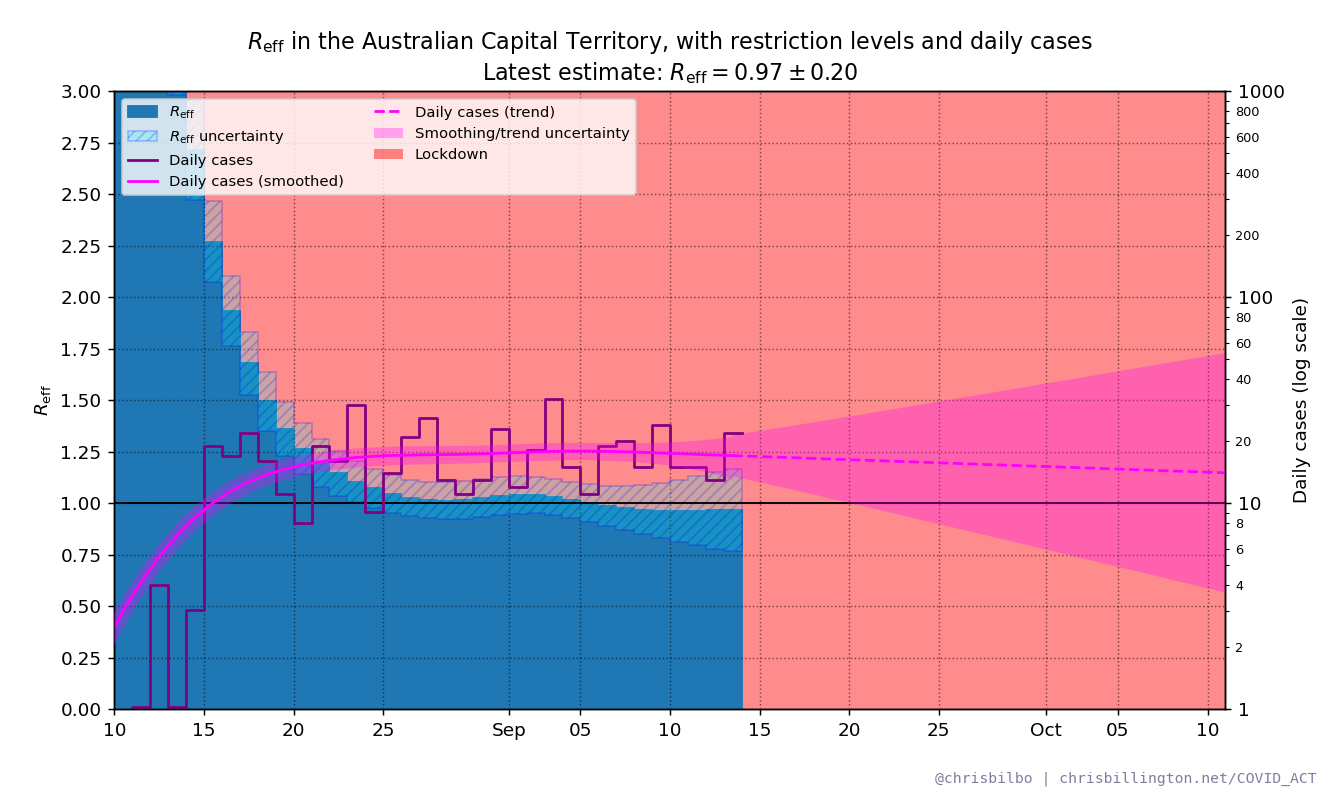 R_eff in the Australian Capital Territory, with restriction levels and daily cases
Latest estimate: R_eff = 0.97 ± 0.20
R_eff
R_eff uncertainty
Daily cases
Daily cases (smoothed)
Daily cases (trend)
Smoothing/trend uncertainty
Lockdown
R_eff
3.00
2.75
2.50
2.25
2.00
1.75
1.50
1.25
1.00
0.75
0.50
0.25
0.00
1000
800
600
400
200
100
80
60
40
20
10
8
6
4
2
1
Daily cases (log scale)
10 15 20 25 Sep 05 10 15 20 25 Oct 05 10
@chrisbilbo | chrisbillington.net/COVID_ACT